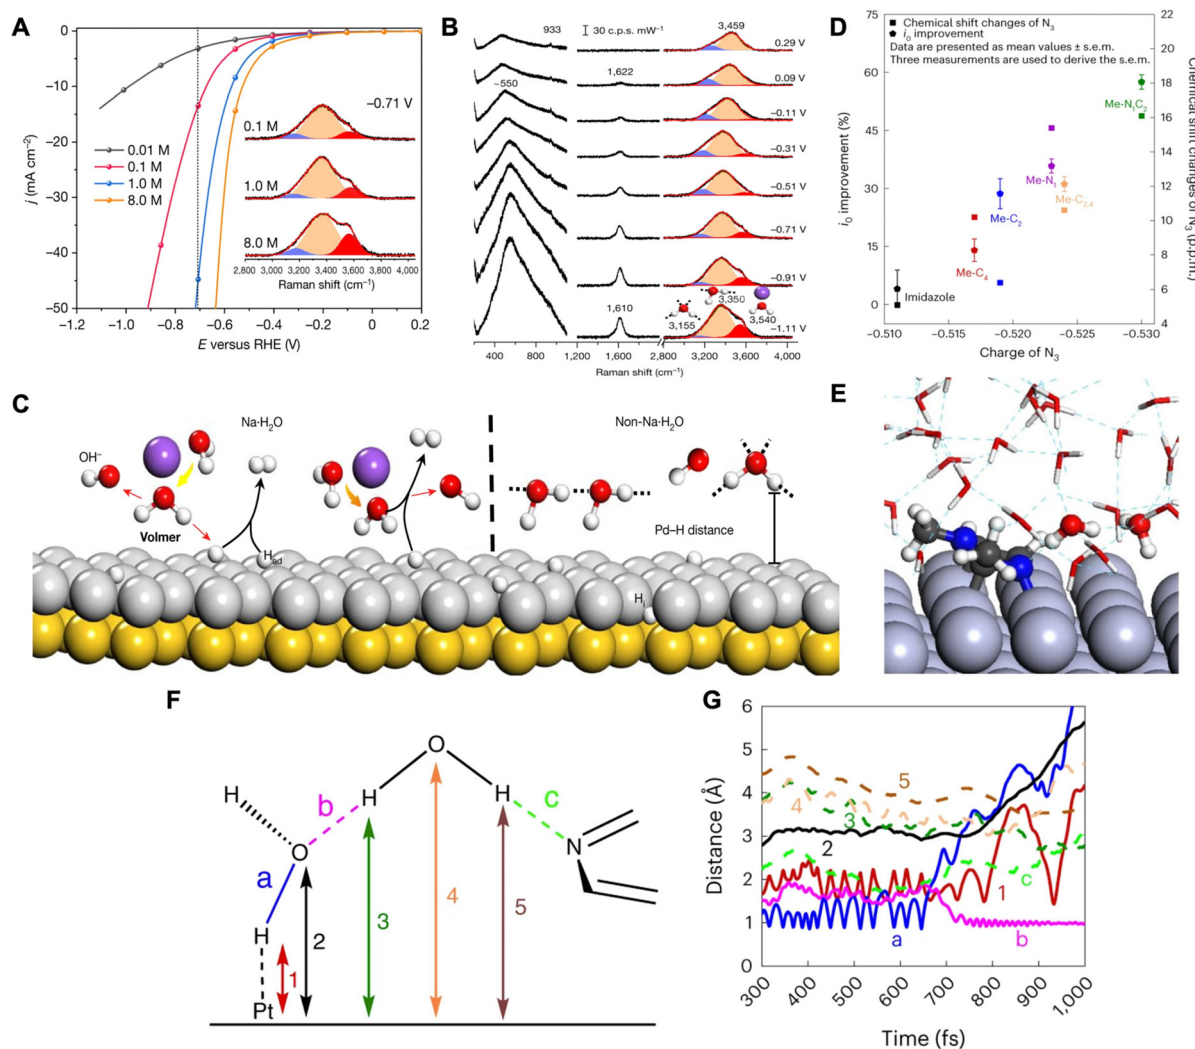 A
0
−10
−20
−30
−40
−50
j (mA cm⁻²)
0.01 M
0.1 M
1.0 M
8.0 M
−0.71 V
0.1 M
1.0 M
8.0 M
2,800 3,000 3,200 3,400 3,600 3,800 4,000
Raman shift (cm⁻¹)
−1.2 −1.0 −0.8 −0.6 −0.4 −0.2 0 0.2
E versus RHE (V)
B
933
30 c.p.s. mW⁻¹
3,459
0.29 V
~550
1,622
0.09 V
−0.11 V
−0.31 V
−0.51 V
−0.71 V
−0.91 V
1,610
3,155
3,350
3,540
−1.11 V
400 800 1,200 1,600 2,800 3,200 3,600 4,000
Raman shift (cm⁻¹)
D
75
60
45
30
15
0
i₀ improvement (%)
Chemical shift changes of N₃
i₀ improvement
Data are presented as mean values ± s.e.m.
Three measurements are used to derive the s.e.m.
Me-N₁C₂
Me-N₁
Me-C₂,₄
Me-C₂
Me-C₄
Imidazole
22
20
18
16
14
12
10
8
6
4
Chemical shift changes of N₃ (p.p.m.)
−0.510 −0.515 −0.520 −0.525 −0.530
Charge of N₃
C
Na·H₂O
Non-Na·H₂O
OH⁻
Volmer
H_ad
Pd–H distance
H_i
E
F
O
H b H H c
O N
a
H
1 2 3 4 5
Pt
G
6
5
4
3
2
1
0
Distance (Å)
5
4
3
2
c
1
a
b
300 400 500 600 700 800 900 1,000
Time (fs)